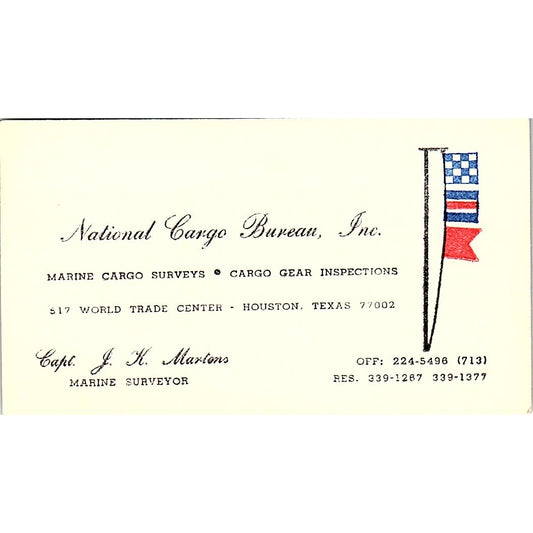 National Cargo Bureau, Inc.
MARINE CARGO SURVEYS • CARGO GEAR INSPECTIONS
517 WORLD TRADE CENTER - HOUSTON, TEXAS 77002
Capt. J. K. Martens
MARINE SURVEYOR
OFF: 224-5496 (713)
RES. 339-1267 339-1377